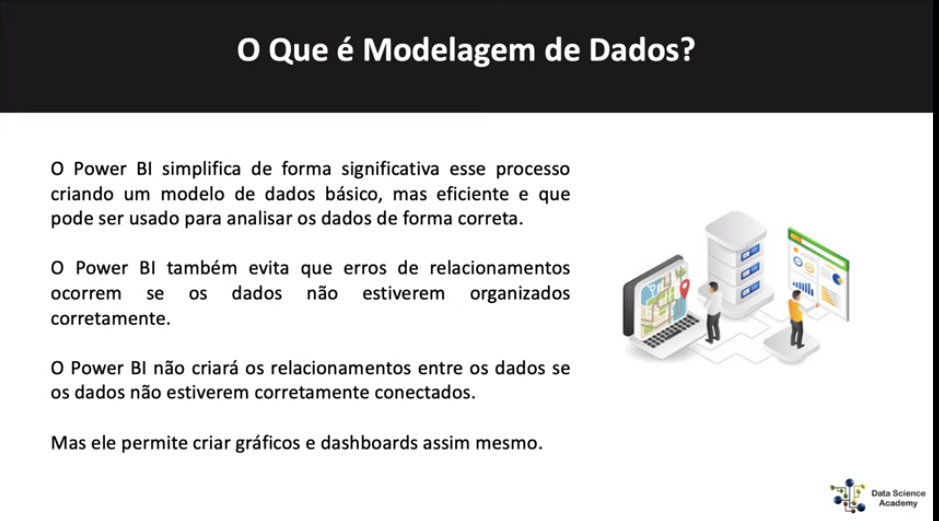 O Que é Modelagem de Dados?
O Power BI simplifica de forma significativa esse processo
criando um modelo de dados básico, mas eficiente e que
pode ser usado para analisar os dados de forma correta.
O Power BI também evita que erros de relacionamentos
ocorrem se os dados não estiverem organizados
corretamente.
O Power BI não criará os relacionamentos entre os dados se
os dados não estiverem corretamente conectados.
Mas ele permite criar gráficos e dashboards assim mesmo.
Data Science
Academy